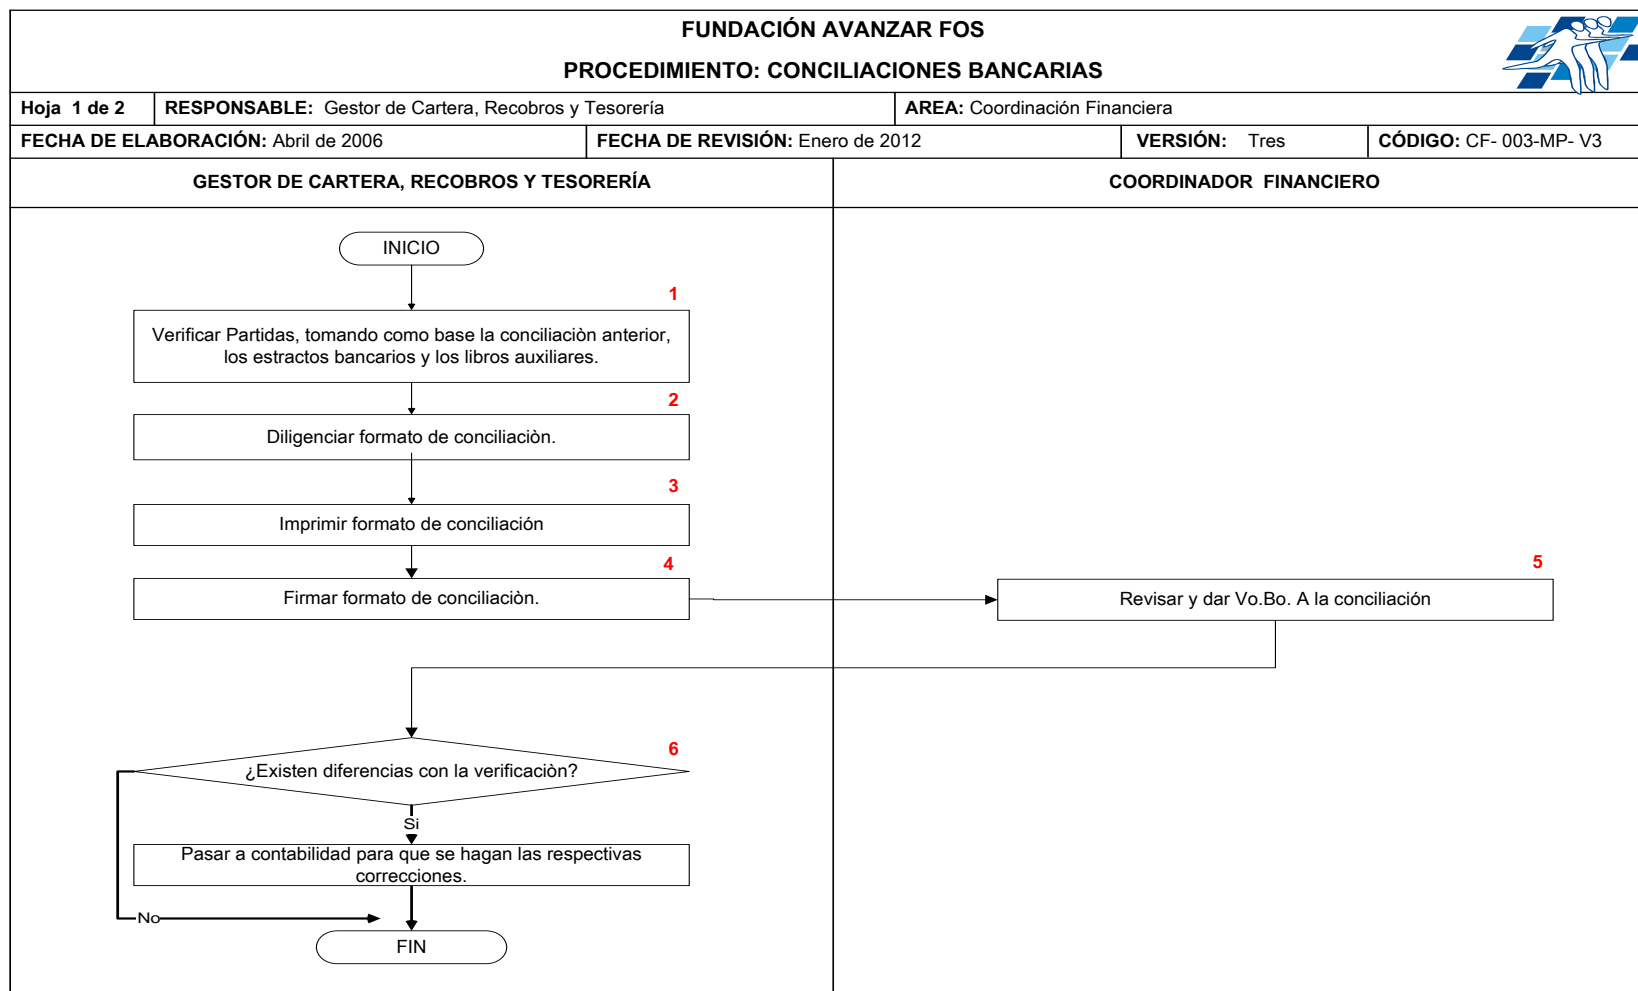 FUNDACIÓN AVANZAR FOS
PROCEDIMIENTO: CONCILIACIONES BANCARIAS
Hoja 1 de 2 RESPONSABLE: Gestor de Cartera, Recobros y Tesorería AREA: Coordinación Financiera
FECHA DE ELABORACIÓN: Abril de 2006 FECHA DE REVISIÓN: Enero de 2012 VERSIÓN: Tres CÓDIGO: CF- 003-MP- V3
GESTOR DE CARTERA, RECOBROS Y TESORERÍA COORDINADOR FINANCIERO
INICIO
1
Verificar Partidas, tomando como base la conciliaciòn anterior,
los estractos bancarios y los libros auxiliares.
2
Diligenciar formato de conciliaciòn.
3
Imprimir formato de conciliación
4
Firmar formato de conciliaciòn.
5
Revisar y dar Vo.Bo. A la conciliación
6
¿Existen diferencias con la verificaciòn?
Si
Pasar a contabilidad para que se hagan las respectivas
correcciones.
No
FIN